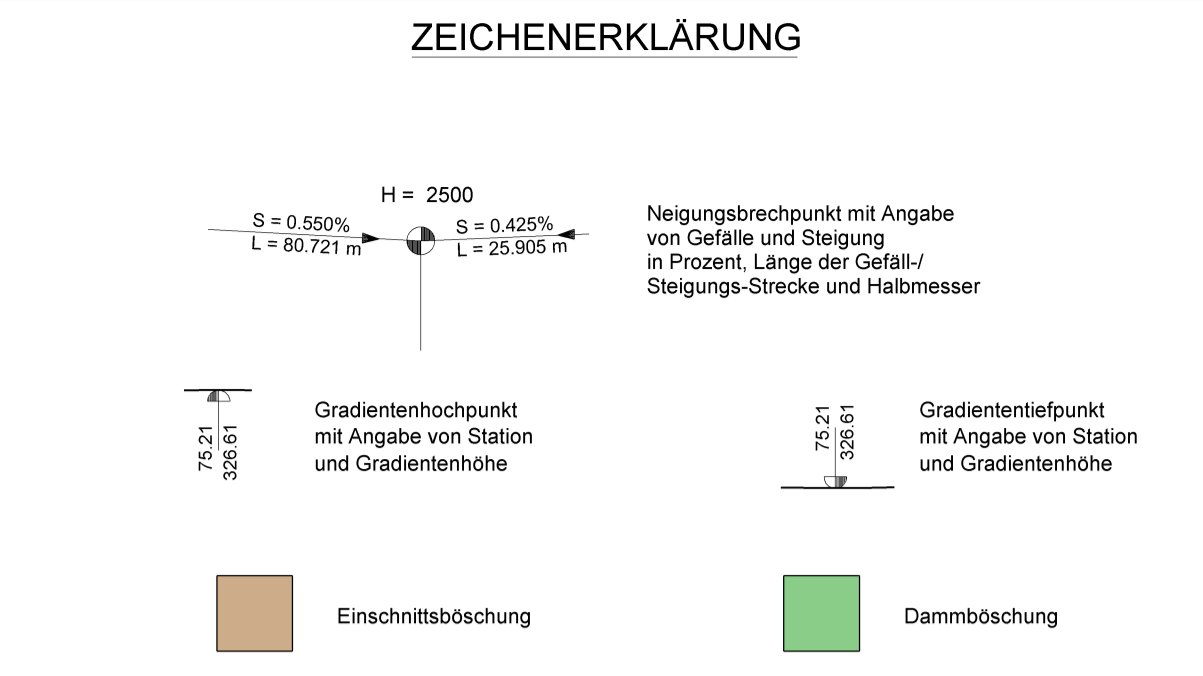 ZEICHENERKLÄRUNG
H = 2500
S = 0.550%
L = 80.721 m
S = 0.425%
L = 25.905 m
Neigungsbrechpunkt mit Angabe
von Gefälle und Steigung
in Prozent, Länge der Gefäll-/
Steigungs-Strecke und Halbmesser
75.21
326.61
Gradientenhochpunkt
mit Angabe von Station
und Gradientenhöhe
75.21
326.61
Gradiententiefpunkt
mit Angabe von Station
und Gradientenhöhe
Einschnittsböschung
Dammböschung